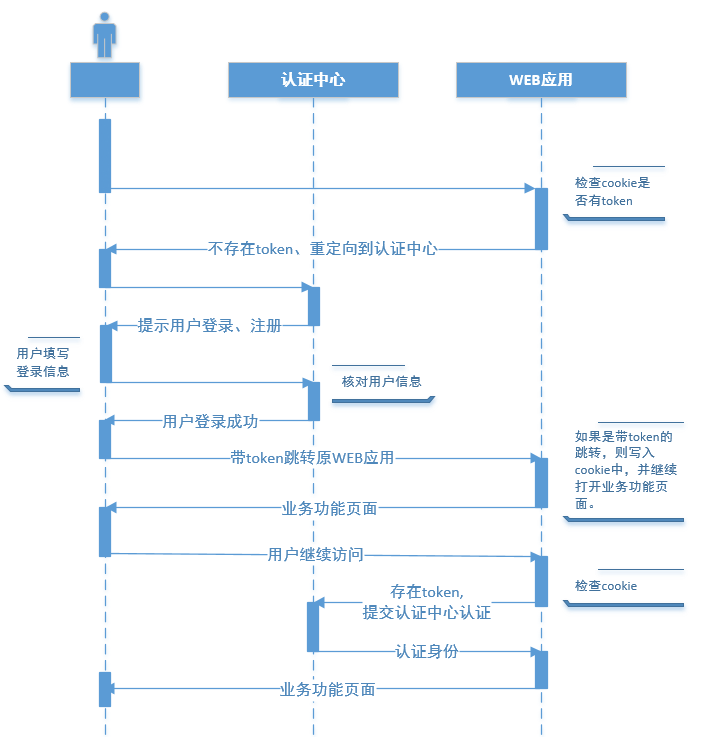 认证中心
WEB应用
检查cookie是
否有token
不存在token、重定向到认证中心
提示用户登录、注册
用户填写
登录信息
核对用户信息
用户登录成功
如果是带token的
跳转，则写入
cookie中，并继续
打开业务功能页
面。
带token跳转原WEB应用
业务功能页面
用户继续访问
检查cookie
存在token,
提交认证中心认证
认证身份
业务功能页面